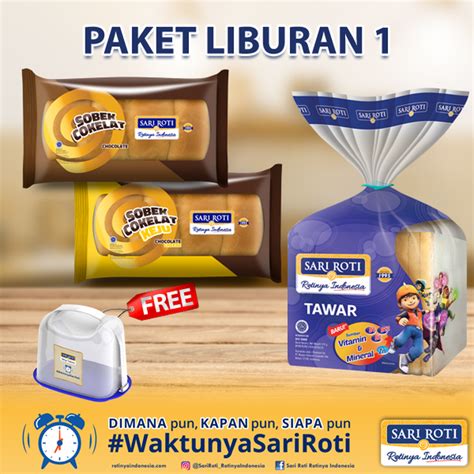 PAKET LIBURAN 1
SOBEK
COKELAT
CHOCOLATE
SARI ROTI
Rotinya Indonesia
SOBEK
COKELAT
KEJU
CHOCOLATE
SARI ROTI
Rotinya Indonesia
SARI ROTI
SARI ROTI
Rotinya Indonesia
1995
TAWAR
BARU!
Vitamin
&
Mineral
FREE
DIMANA pun, KAPAN pun, SIAPA pun
#WaktunyaSariRoti
rotinyaindonesia.com
@SariRoti_RotinyaIndonesia
Sari Roti Rotinya Indonesia
SARI ROTI
Rotinya Indonesia